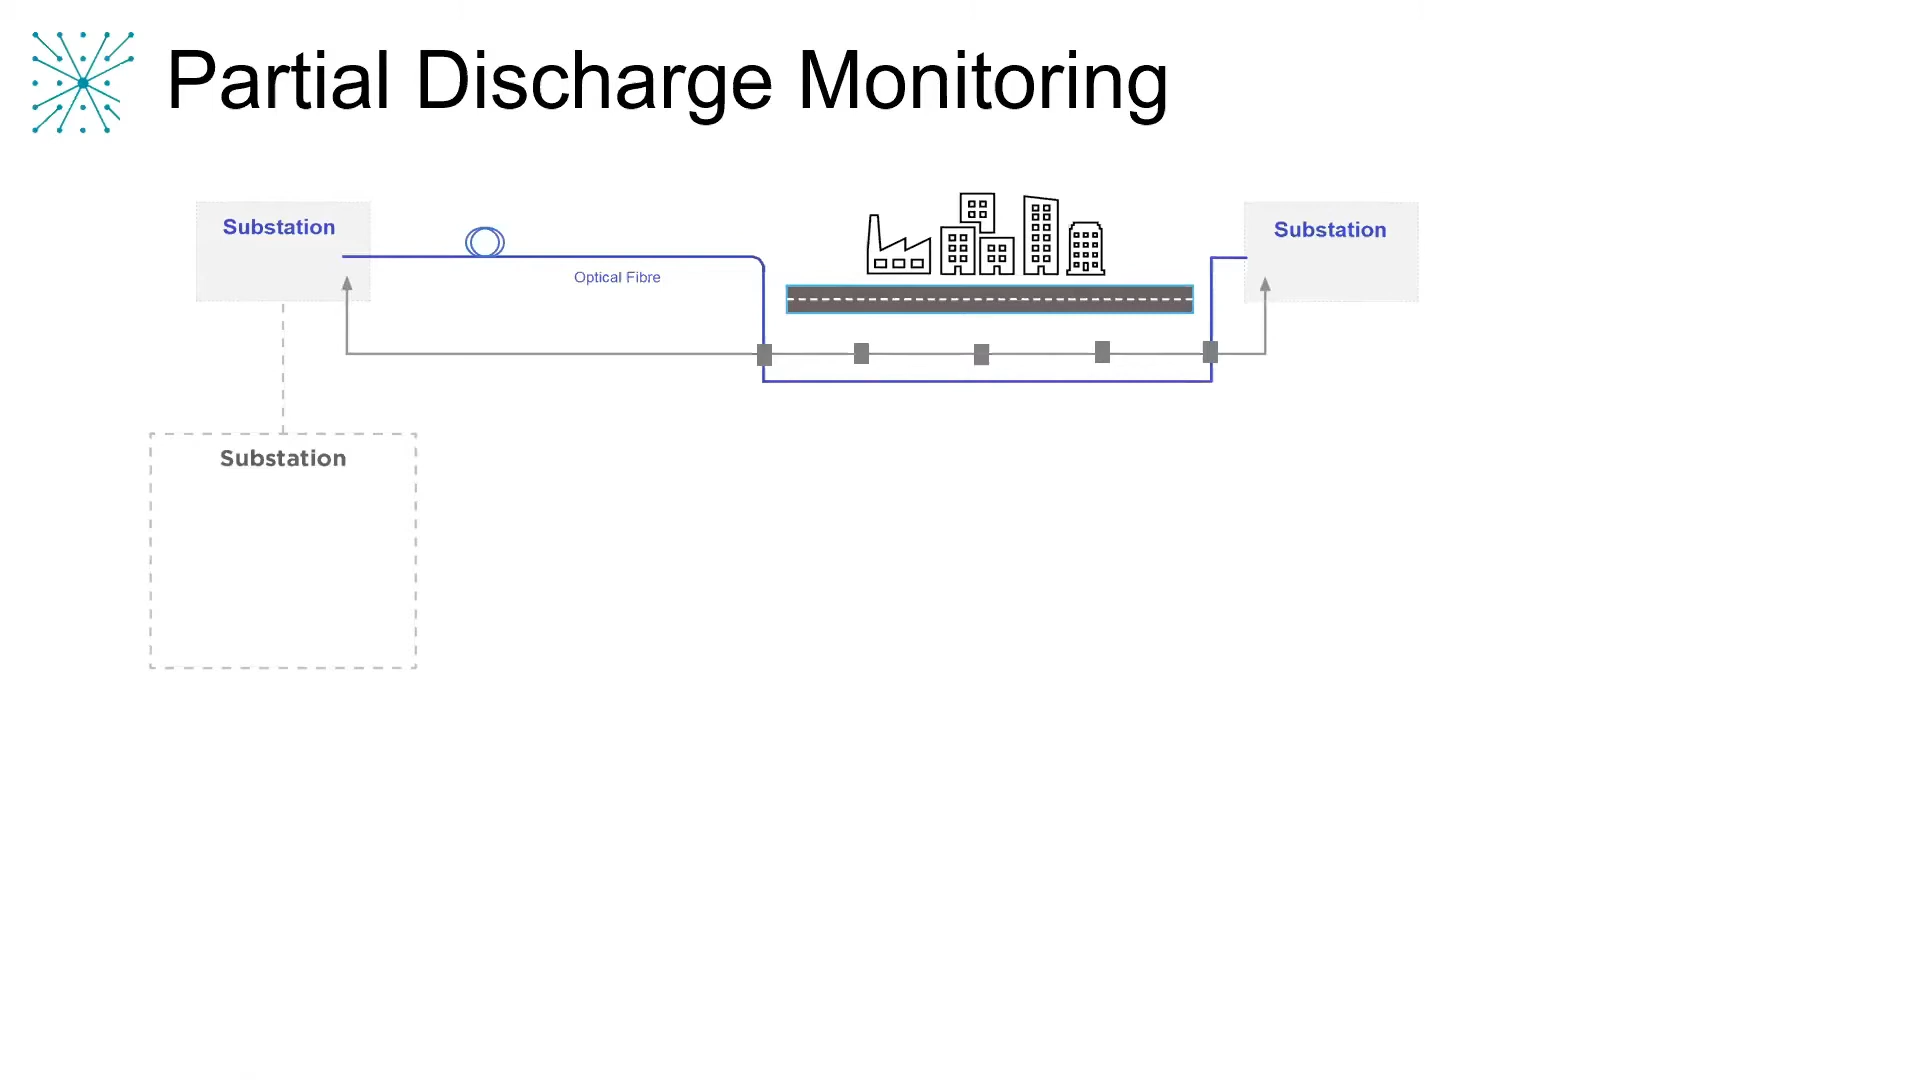 Partial Discharge Monitoring
Substation
Substation
Optical Fibre
Substation